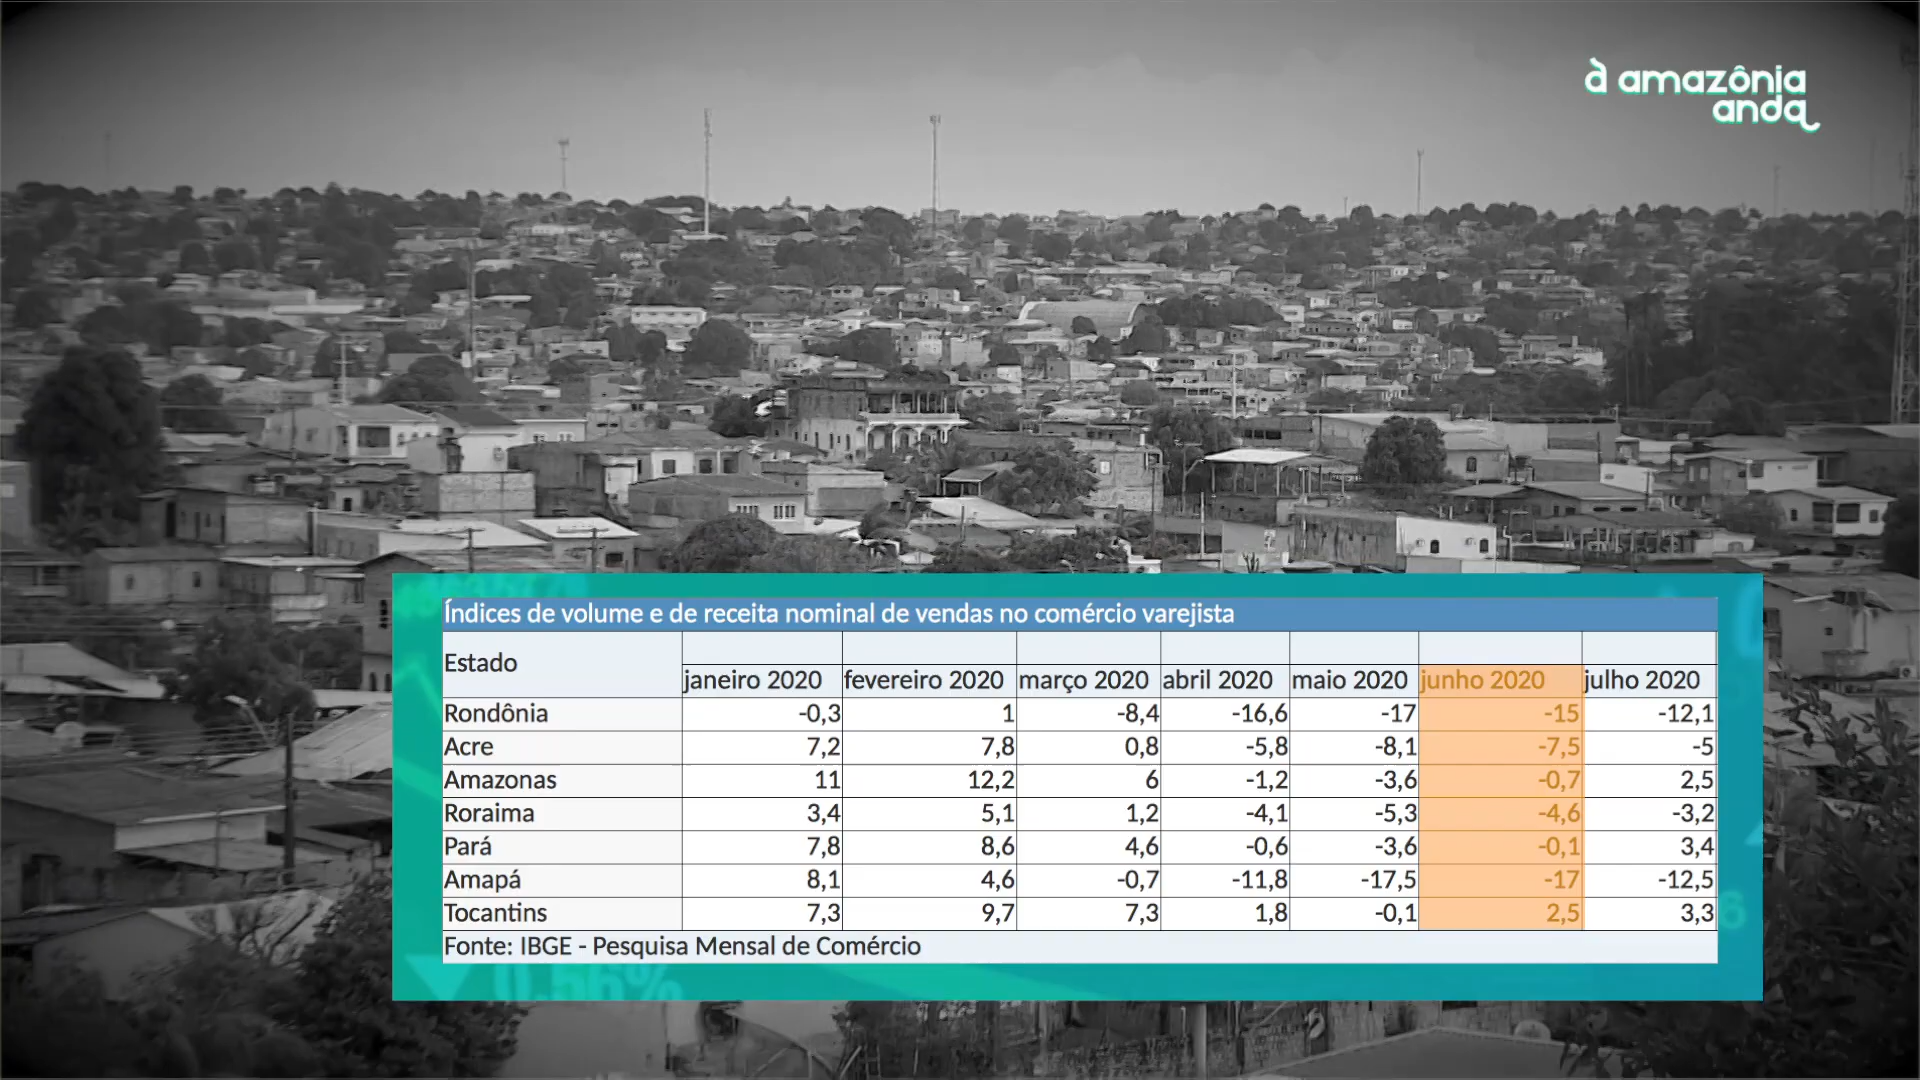 à amazônia
anda
Índices de volume e de receita nominal de vendas no comércio varejista
Estado janeiro 2020 fevereiro 2020 março 2020 abril 2020 maio 2020 junho 2020 julho 2020
Rondônia -0,3 1 -8,4 -16,6 -17 -15 -12,1
Acre 7,2 7,8 0,8 -5,8 -8,1 -7,5 -5
Amazonas 11 12,2 6 -1,2 -3,6 -0,7 2,5
Roraima 3,4 5,1 1,2 -4,1 -5,3 -4,6 -3,2
Pará 7,8 8,6 4,6 -0,6 -3,6 -0,1 3,4
Amapá 8,1 4,6 -0,7 -11,8 -17,5 -17 -12,5
Tocantins 7,3 9,7 7,3 1,8 -0,1 2,5 3,3
Fonte: IBGE - Pesquisa Mensal de Comércio
0.56%